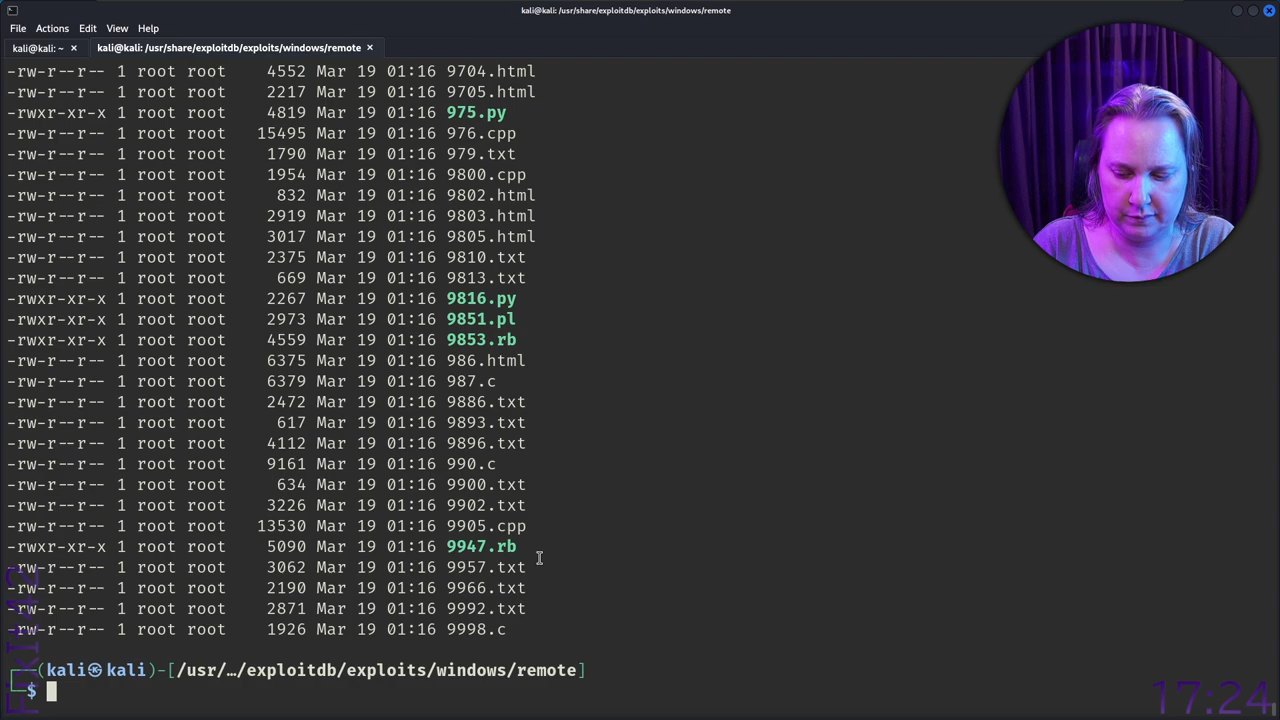 kali@kali: /usr/share/exploitdb/exploits/windows/remote
File Actions Edit View Help
kali@kali: ~ × kali@kali: /usr/share/exploitdb/exploits/windows/remote ×
-rw-r--r-- 1 root root 4552 Mar 19 01:16 9704.html
-rw-r--r-- 1 root root 2217 Mar 19 01:16 9705.html
-rwxr-xr-x 1 root root 4819 Mar 19 01:16 975.py
-rw-r--r-- 1 root root 15495 Mar 19 01:16 976.cpp
-rw-r--r-- 1 root root 1790 Mar 19 01:16 979.txt
-rw-r--r-- 1 root root 1954 Mar 19 01:16 9800.cpp
-rw-r--r-- 1 root root 832 Mar 19 01:16 9802.html
-rw-r--r-- 1 root root 2919 Mar 19 01:16 9803.html
-rw-r--r-- 1 root root 3017 Mar 19 01:16 9805.html
-rw-r--r-- 1 root root 2375 Mar 19 01:16 9810.txt
-rw-r--r-- 1 root root 669 Mar 19 01:16 9813.txt
-rwxr-xr-x 1 root root 2267 Mar 19 01:16 9816.py
-rwxr-xr-x 1 root root 2973 Mar 19 01:16 9851.pl
-rwxr-xr-x 1 root root 4559 Mar 19 01:16 9853.rb
-rw-r--r-- 1 root root 6375 Mar 19 01:16 986.html
-rw-r--r-- 1 root root 6379 Mar 19 01:16 987.c
-rw-r--r-- 1 root root 2472 Mar 19 01:16 9886.txt
-rw-r--r-- 1 root root 617 Mar 19 01:16 9893.txt
-rw-r--r-- 1 root root 4112 Mar 19 01:16 9896.txt
-rw-r--r-- 1 root root 9161 Mar 19 01:16 990.c
-rw-r--r-- 1 root root 634 Mar 19 01:16 9900.txt
-rw-r--r-- 1 root root 3226 Mar 19 01:16 9902.txt
-rw-r--r-- 1 root root 13530 Mar 19 01:16 9905.cpp
-rwxr-xr-x 1 root root 5090 Mar 19 01:16 9947.rb
-rw-r--r-- 1 root root 3062 Mar 19 01:16 9957.txt
-rw-r--r-- 1 root root 2190 Mar 19 01:16 9966.txt
-rw-r--r-- 1 root root 2871 Mar 19 01:16 9992.txt
-rw-r--r-- 1 root root 1926 Mar 19 01:16 9998.c
┌──(kali㉿kali)-[/usr/…/exploitdb/exploits/windows/remote]
└─$
17:24